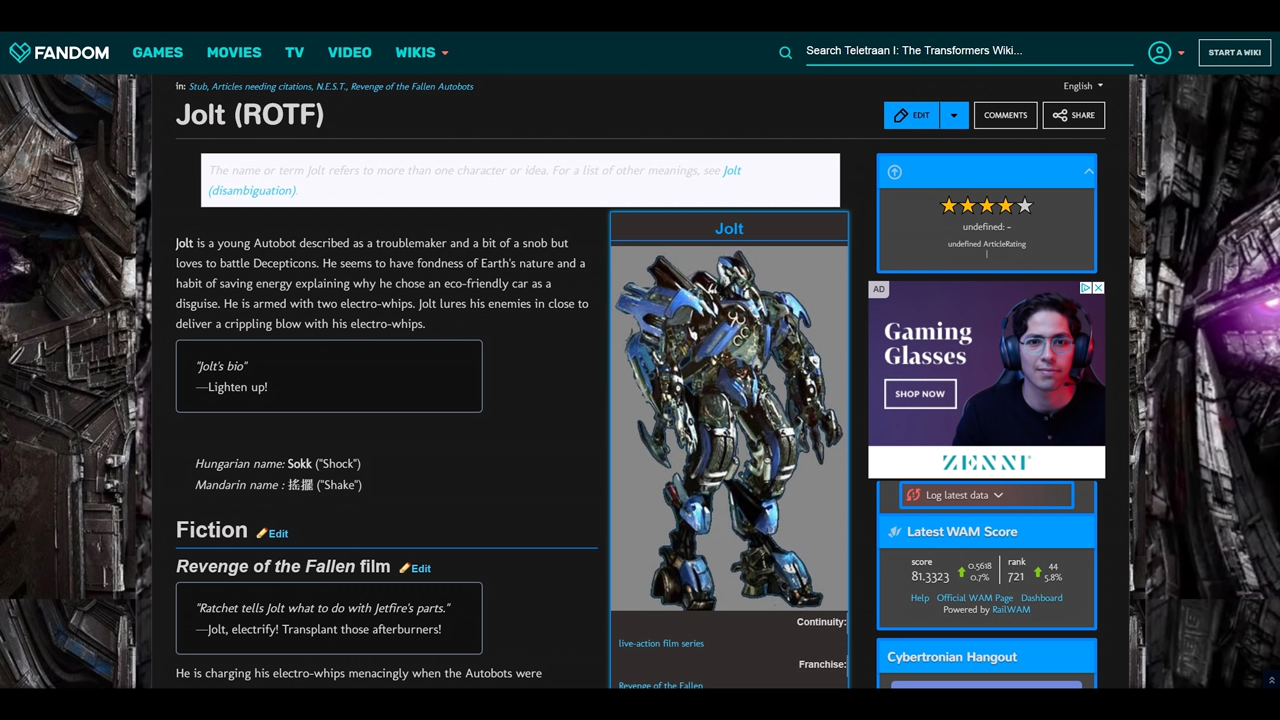 FANDOM
GAMES
MOVIES
TV
VIDEO
WIKIS
Search Teletraan I: The Transformers Wiki...
START A WIKI
in: Stub, Articles needing citations, N.E.S.T., Revenge of the Fallen Autobots
English
Jolt (ROTF)
EDIT
COMMENTS
SHARE
The name or term Jolt refers to more than one character or idea. For a list of other meanings, see Jolt
(disambiguation).
Jolt is a young Autobot described as a troublemaker and a bit of a snob but
loves to battle Decepticons. He seems to have fondness of Earth's nature and a
habit of saving energy explaining why he chose an eco-friendly car as a
disguise. He is armed with two electro-whips. Jolt lures his enemies in close to
deliver a crippling blow with his electro-whips.
"Jolt's bio"
—Lighten up!
Hungarian name: Sokk ("Shock")
Mandarin name : 搖擺 ("Shake")
Fiction Edit
Revenge of the Fallen film Edit
"Ratchet tells Jolt what to do with Jetfire's parts."
—Jolt, electrify! Transplant those afterburners!
He is charging his electro-whips menacingly when the Autobots were
Jolt
Continuity:
live-action film series
Franchise:
Revenge of the Fallen
undefined: -
undefined ArticleRating
|
AD
Gaming
Glasses
SHOP NOW
ZENNI
Log latest data
Latest WAM Score
score
81.3323
0.5618
0.7%
rank
721
44
5.8%
Help Official WAM Page Dashboard
Powered by RailWAM
Cybertronian Hangout